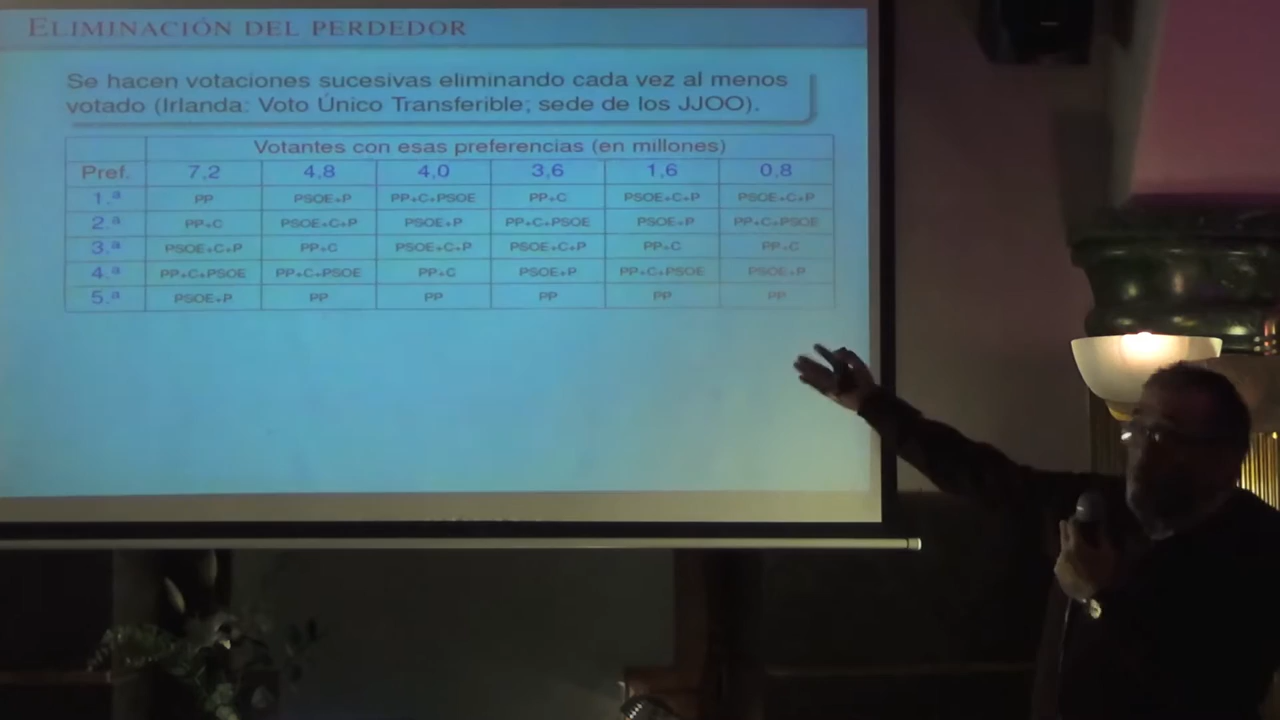 ELIMINACIÓN DEL PERDEDOR
Se hacen votaciones sucesivas eliminando cada vez al menos
votado (Irlanda: Voto Único Transferible; sede de los JJOO).
Votantes con esas preferencias (en millones)
Pref. 7,2 4,8 4,0 3,6 1,6 0,8
1.ª PP PSOE+P PP+C+PSOE PP+C PSOE+C+P PSOE+C+P
2.ª PP+C PSOE+C+P PSOE+P PP+C+PSOE PSOE+P PP+C+PSOE
3.ª PSOE+C+P PP+C PSOE+C+P PSOE+C+P PP+C PP+C
4.ª PP+C+PSOE PP+C+PSOE PP+C PSOE+P PP+C+PSOE PSOE+P
5.ª PSOE+P PP PP PP PP PP